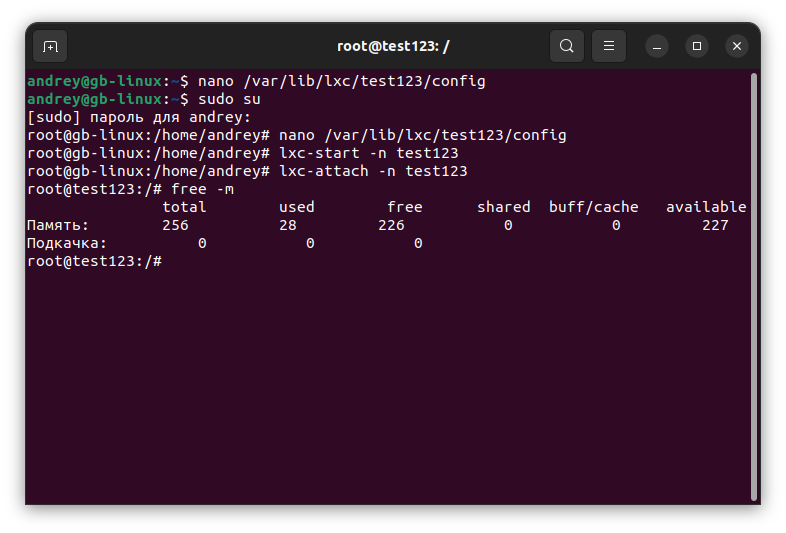 root@test123: /
andrey@gb-linux:~$ nano /var/lib/lxc/test123/config
andrey@gb-linux:~$ sudo su
[sudo] пароль для andrey:
root@gb-linux:/home/andrey# nano /var/lib/lxc/test123/config
root@gb-linux:/home/andrey# lxc-start -n test123
root@gb-linux:/home/andrey# lxc-attach -n test123
root@test123:/# free -m
total used free shared buff/cache available
Память: 256 28 226 0 0 227
Подкачка: 0 0 0
root@test123:/#